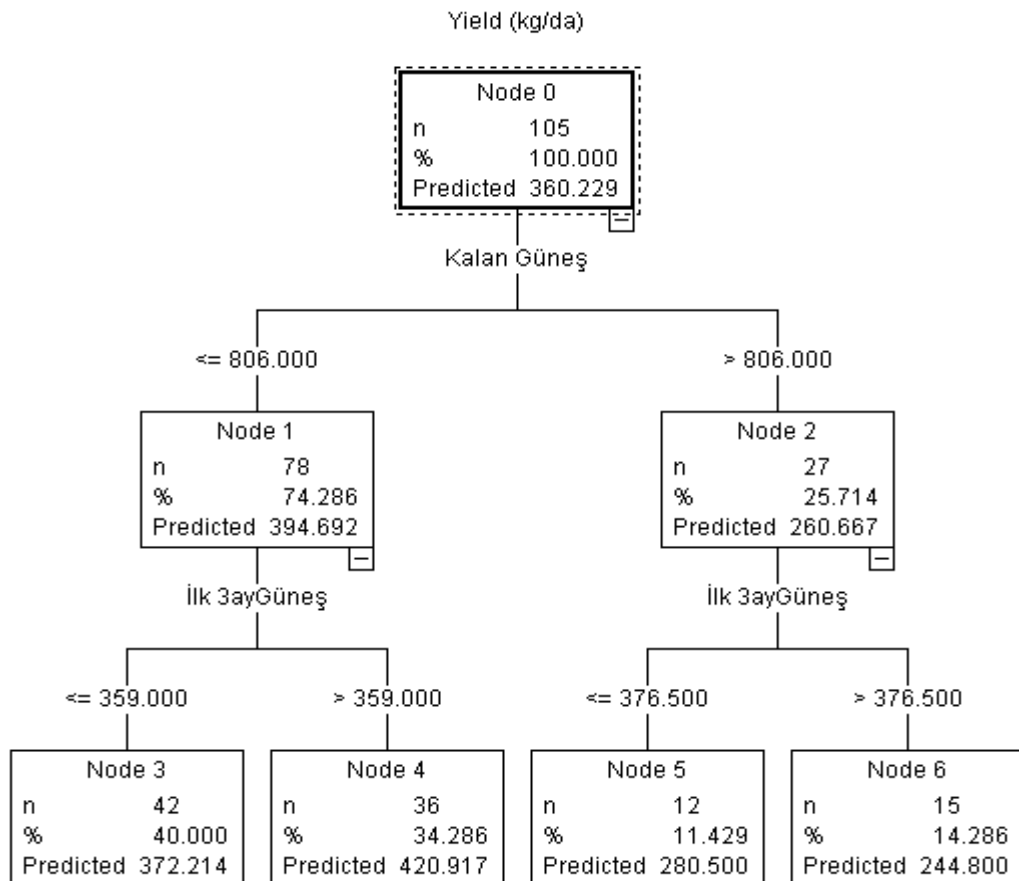 Yield (kg/da)
Node 0
n 105
% 100.000
Predicted 360.229
Kalan Güneş
<= 806.000
> 806.000
Node 1
n 78
% 74.286
Predicted 394.692
Node 2
n 27
% 25.714
Predicted 260.667
İlk 3ayGüneş
İlk 3ayGüneş
<= 359.000
> 359.000
<= 376.500
> 376.500
Node 3
n 42
% 40.000
Predicted 372.214
Node 4
n 36
% 34.286
Predicted 420.917
Node 5
n 12
% 11.429
Predicted 280.500
Node 6
n 15
% 14.286
Predicted 244.800